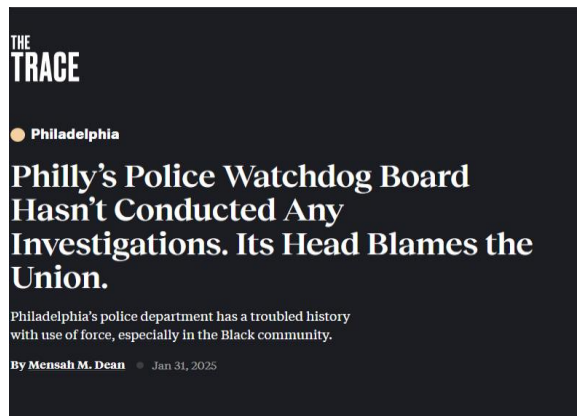 THE
TRACE
Philadelphia
Philly’s Police Watchdog Board
Hasn’t Conducted Any
Investigations. Its Head Blames the
Union.
Philadelphia’s police department has a troubled history
with use of force, especially in the Black community.
By Mensah M. Dean Jan 31, 2025